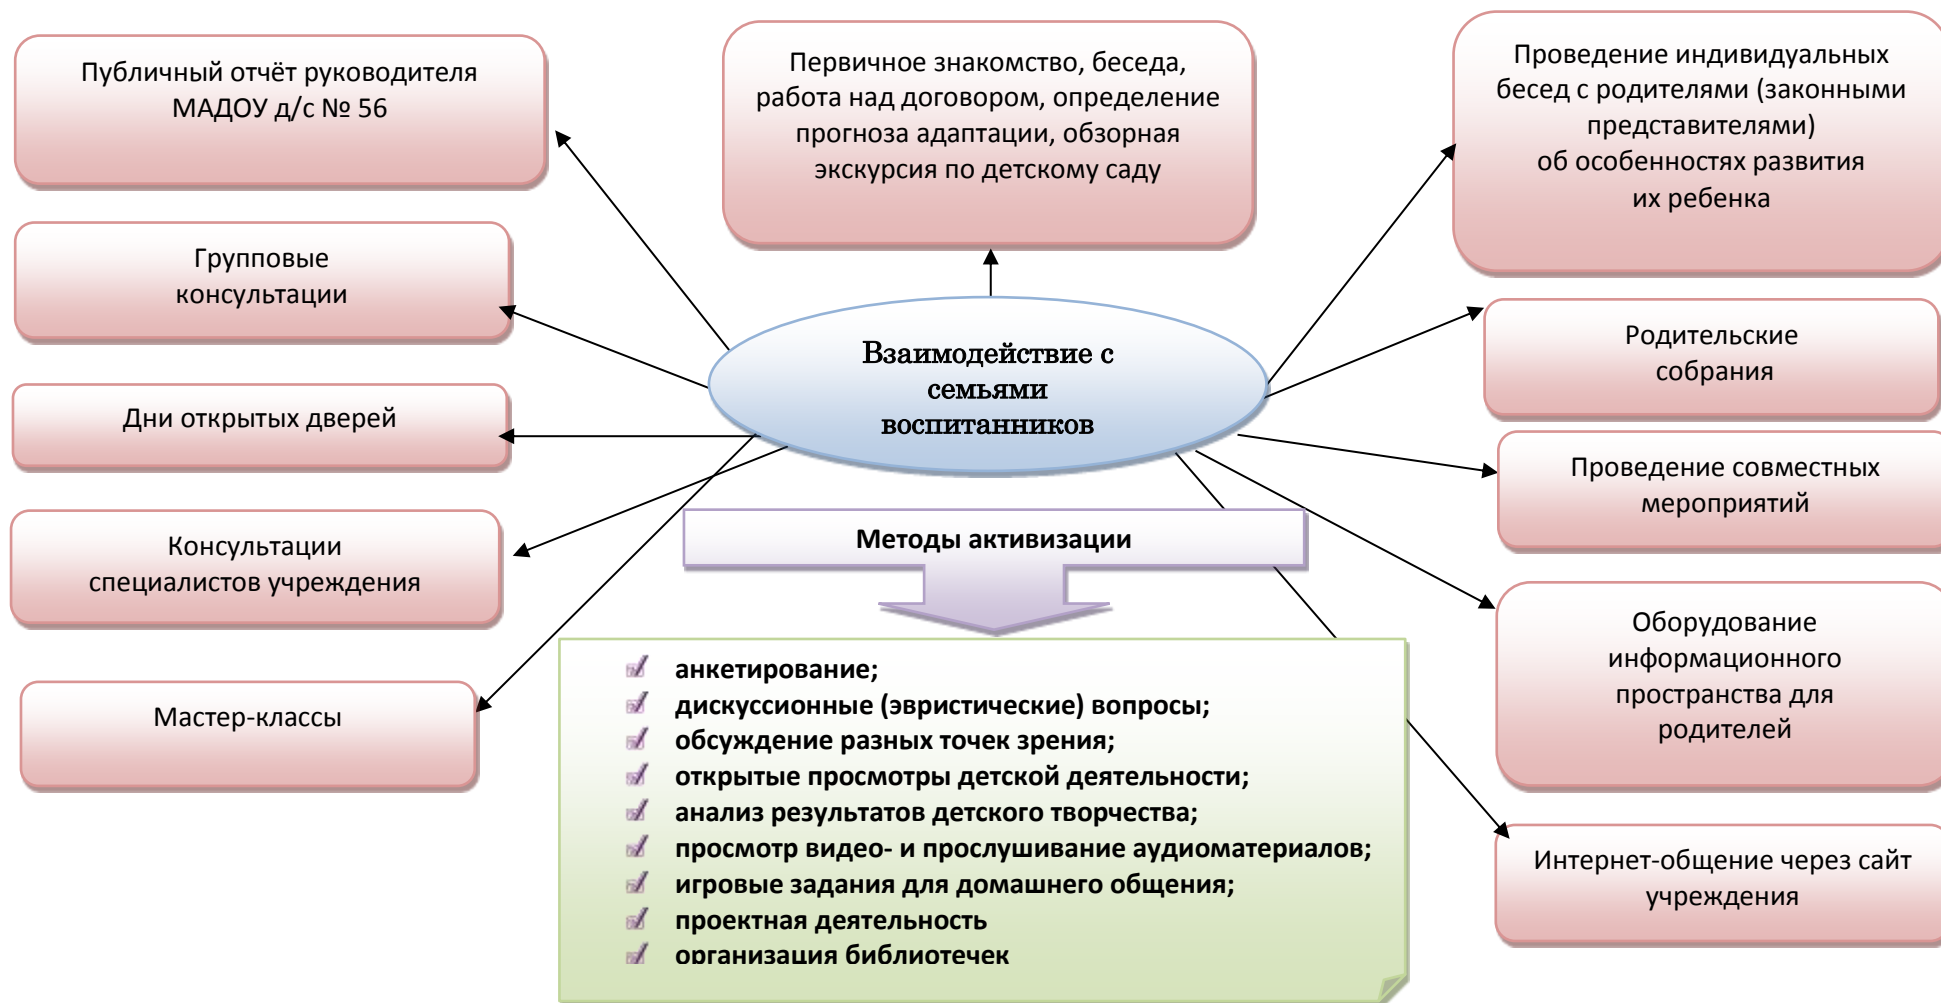 Публичный отчёт руководителя
МАДОУ д/с № 56
Первичное знакомство, беседа,
работа над договором, определение
прогноза адаптации, обзорная
экскурсия по детскому саду
Проведение индивидуальных
бесед с родителями (законными
представителями)
об особенностях развития
их ребенка
Групповые
консультации
Дни открытых дверей
Консультации
специалистов учреждения
Мастер-классы
Взаимодействие с
семьями
воспитанников
Родительские
собрания
Проведение совместных
мероприятий
Оборудование
информационного
пространства для
родителей
Интернет-общение через сайт
учреждения
Методы активизации
анкетирование;
дискуссионные (эвристические) вопросы;
обсуждение разных точек зрения;
открытые просмотры детской деятельности;
анализ результатов детского творчества;
просмотр видео- и прослушивание аудиоматериалов;
игровые задания для домашнего общения;
проектная деятельность
организация библиотечек